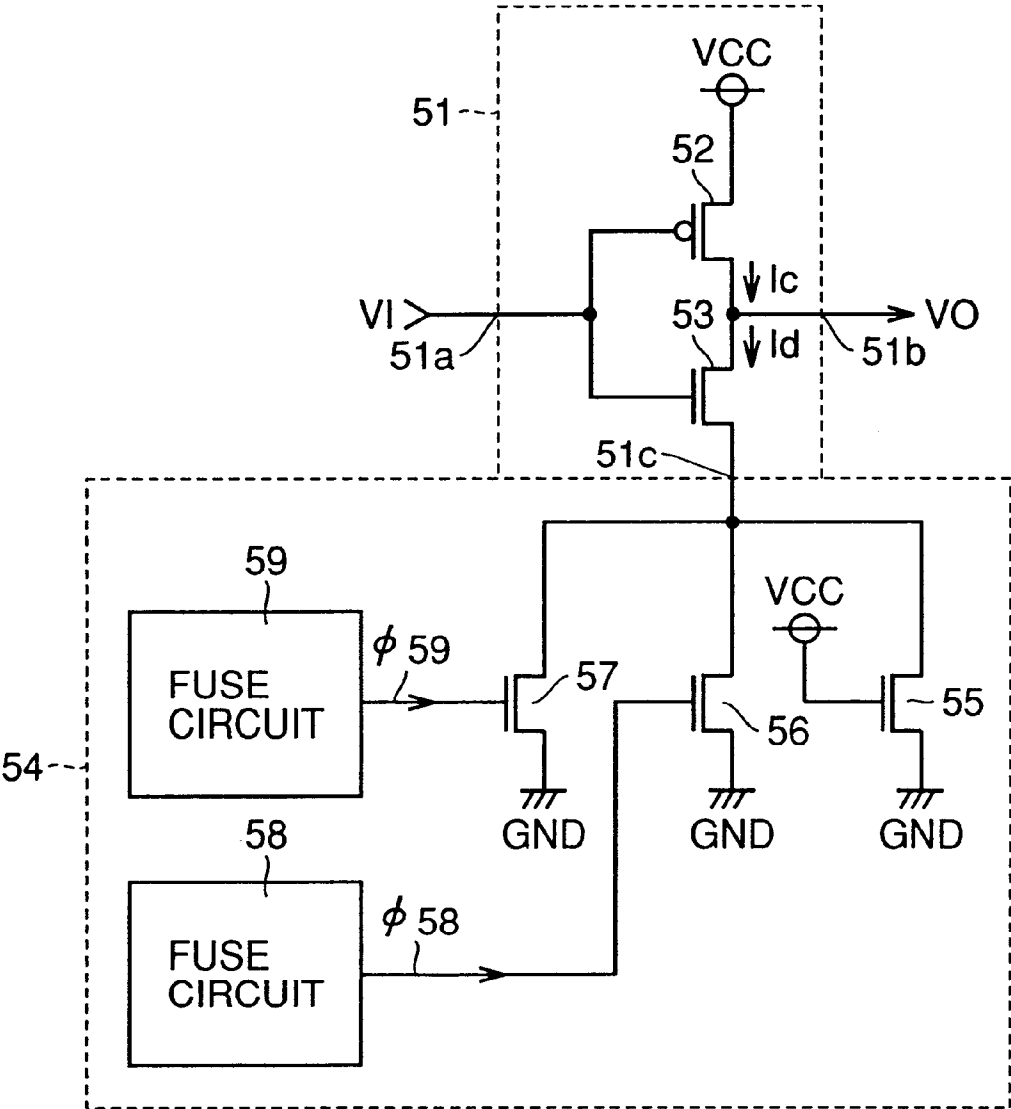 VCC
51
52
Ic
VI
53
VO
51a
Id
51b
51c
59
VCC
φ 59
FUSE
CIRCUIT
57
55
56
54
GND
GND
GND
58
φ 58
FUSE
CIRCUIT